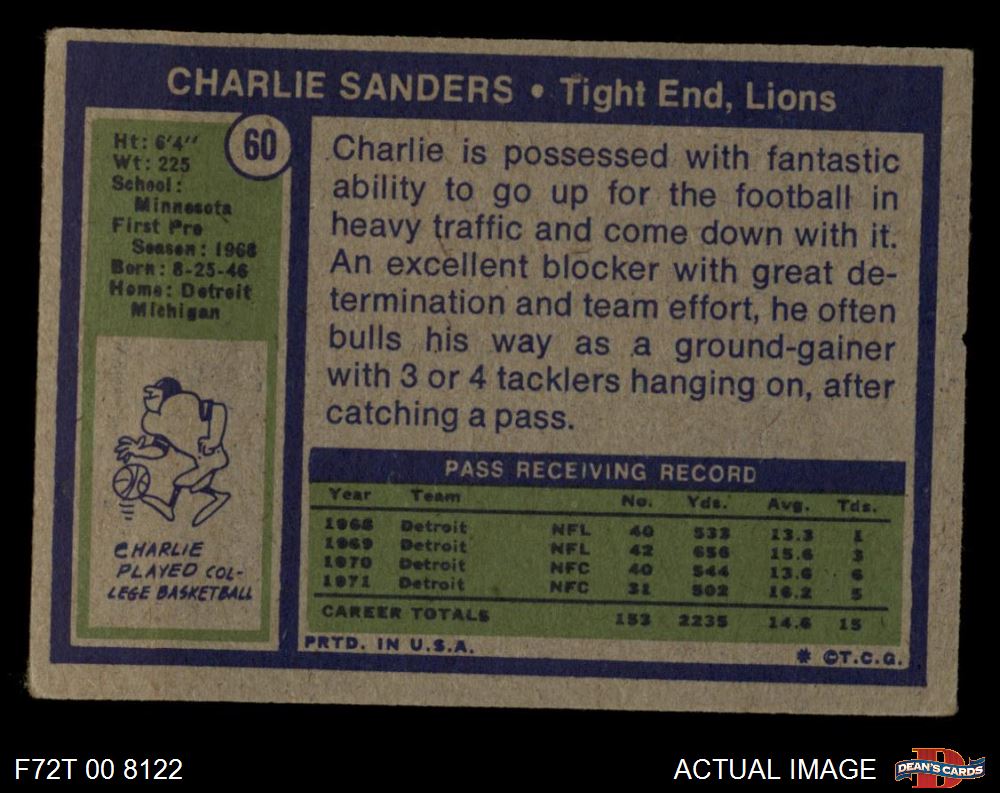 CHARLIE SANDERS • Tight End, Lions
60
Ht: 6'4''
Wt: 225
School:
Minnesota
First Pro
Season: 1968
Born: 8-25-46
Home: Detroit
Michigan
CHARLIE
PLAYED COL-
LEGE BASKETBALL
Charlie is possessed with fantastic
ability to go up for the football in
heavy traffic and come down with it.
An excellent blocker with great de-
termination and team effort, he often
bulls his way as a ground-gainer
with 3 or 4 tacklers hanging on, after
catching a pass.
PASS RECEIVING RECORD
Year Team No. Yds. Avg. Tds.
1968 Detroit NFL 40 533 13.3 1
1969 Detroit NFL 42 656 15.6 3
1970 Detroit NFC 40 544 13.6 6
1971 Detroit NFC 31 502 16.2 5
CAREER TOTALS 153 2235 14.6 15
PRTD. IN U.S.A.
* ©T.C.G.
F72T 00 8122
ACTUAL IMAGE
DEAN'S CARDS